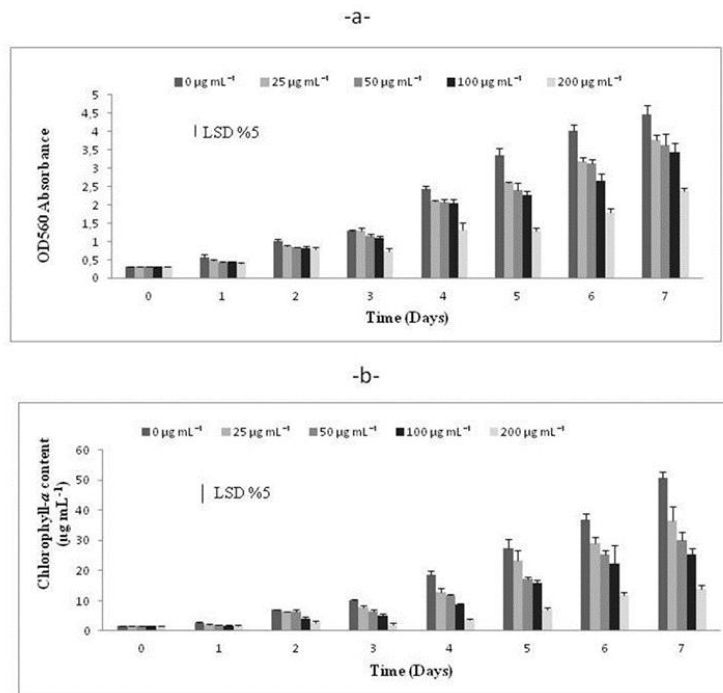 -a-
0 µg mL⁻¹ 25 µg mL⁻¹ 50 µg mL⁻¹ 100 µg mL⁻¹ 200 µg mL⁻¹
LSD %5
OD560 Absorbance
5
4,5
4
3,5
3
2,5
2
1,5
1
0,5
0
0 1 2 3 4 5 6 7
Time (Days)
-b-
0 µg mL⁻¹ 25 µg mL⁻¹ 50 µg mL⁻¹ 100 µg mL⁻¹ 200 µg mL⁻¹
LSD %5
Chlorophyll-α content
(µg mL⁻¹)
60
50
40
30
20
10
0
0 1 2 3 4 5 6 7
Time (Days)